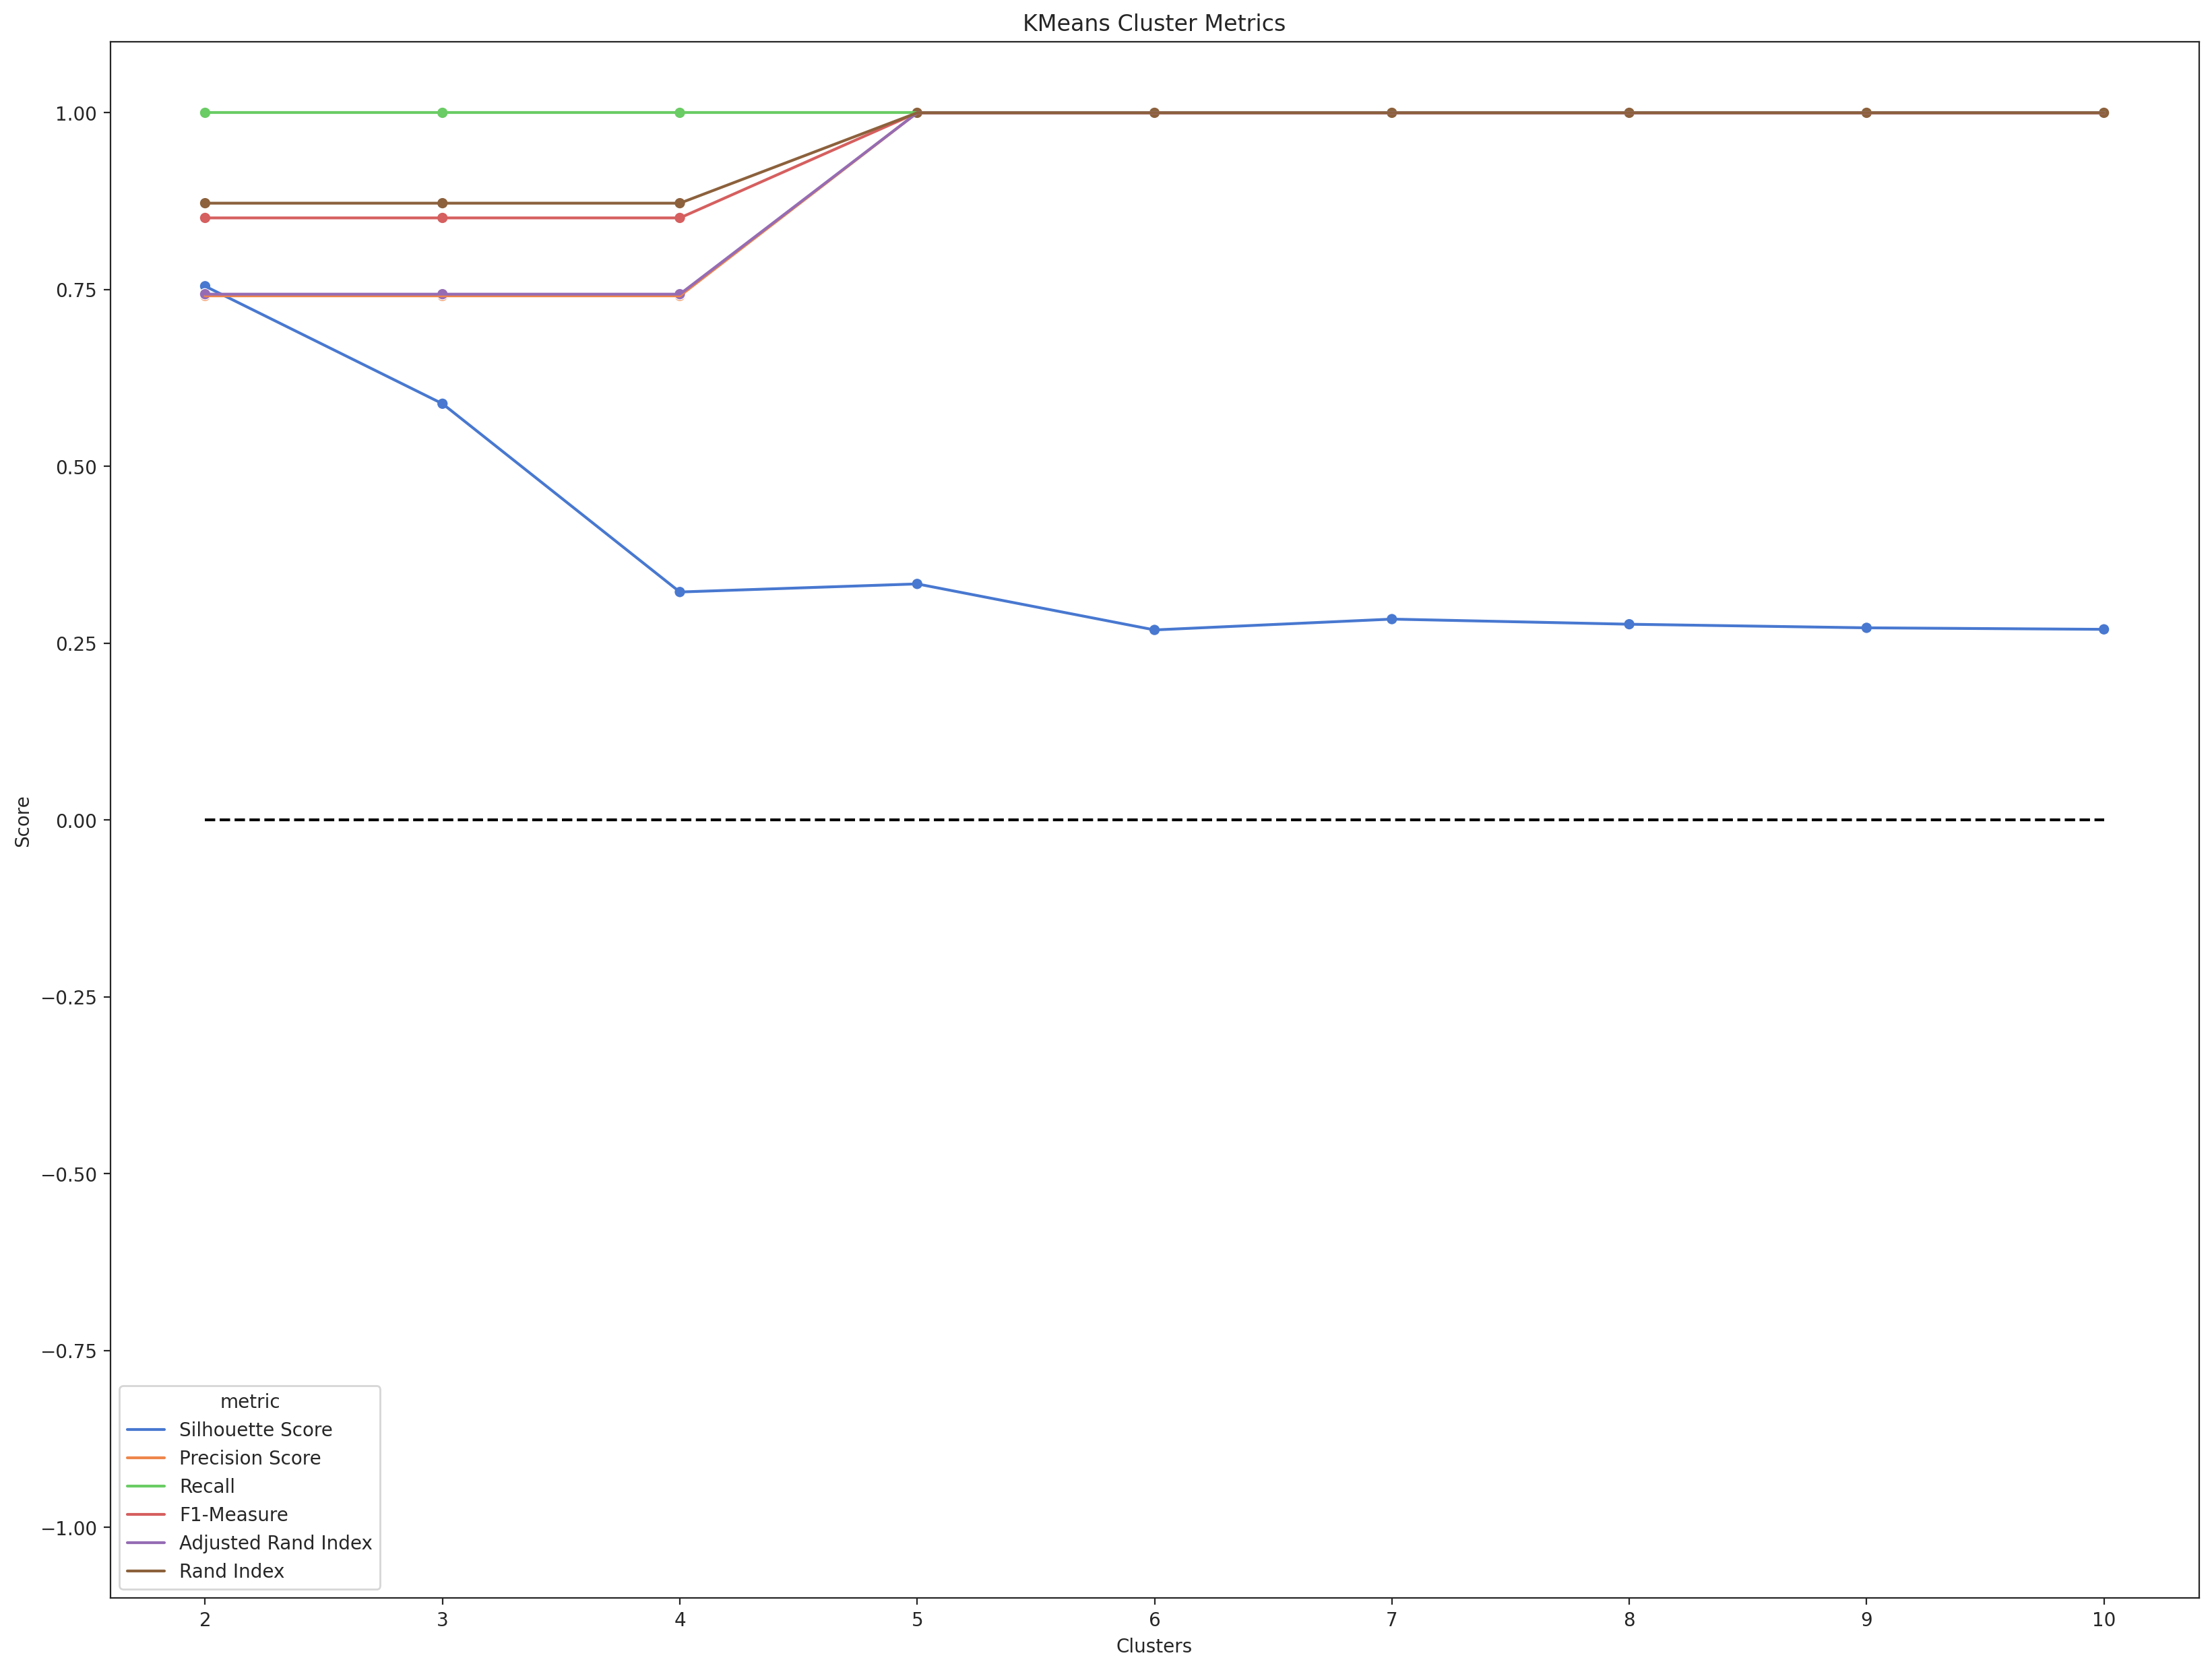 KMeans Cluster Metrics
1.00
0.75
0.50
0.25
0.00
−0.25
−0.50
−0.75
−1.00
Score
metric
Silhouette Score
Precision Score
Recall
F1-Measure
Adjusted Rand Index
Rand Index
2 3 4 5 6 7 8 9 10
Clusters